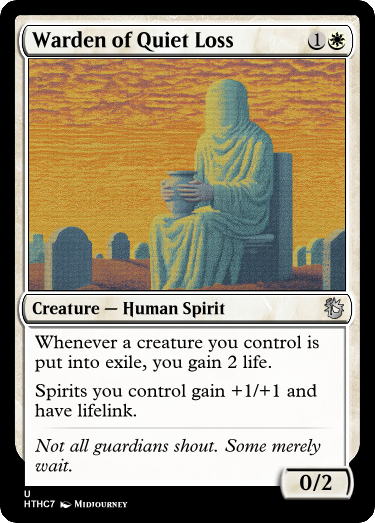 Warden of Quiet Loss 1
Creature — Human Spirit
Whenever a creature you control is
put into exile, you gain 2 life.
Spirits you control gain +1/+1 and
have lifelink.
Not all guardians shout. Some merely
wait.
0/2
U
HTHC7 Midjourney